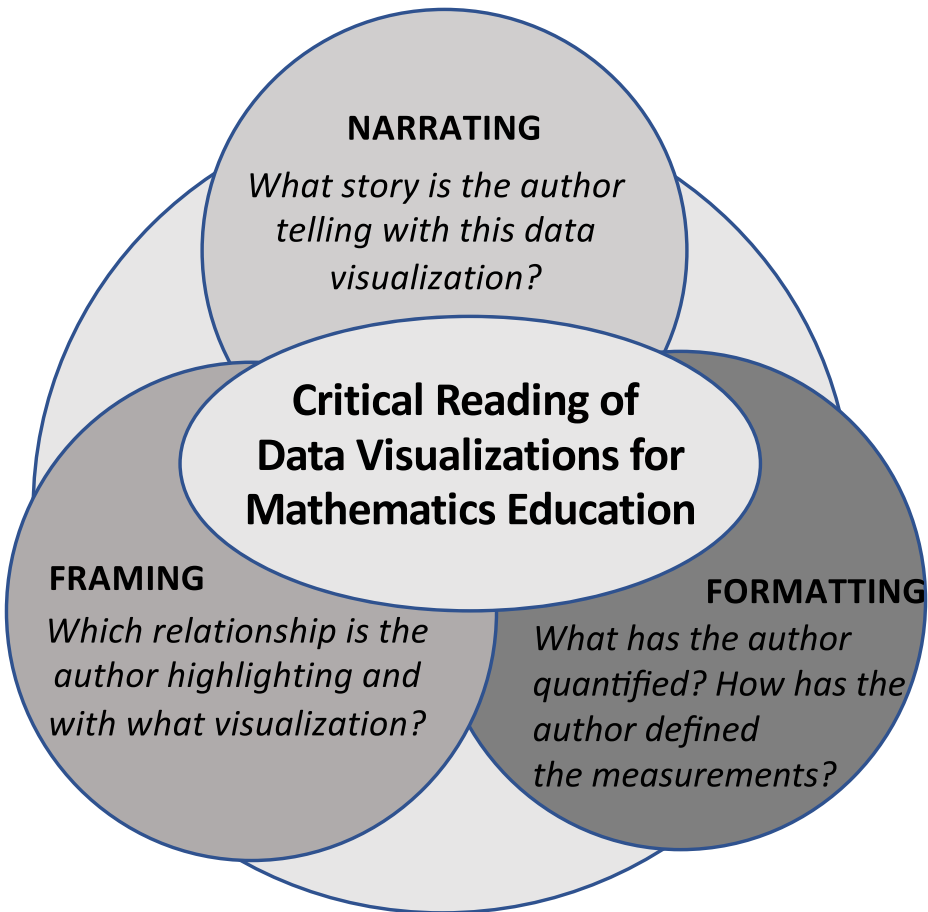 NARRATING
What story is the author
telling with this data
visualization?
Critical Reading of
Data Visualizations for
Mathematics Education
FRAMING
Which relationship is the
author highlighting and
with what visualization?
FORMATTING
What has the author
quantified? How has the
author defined
the measurements?